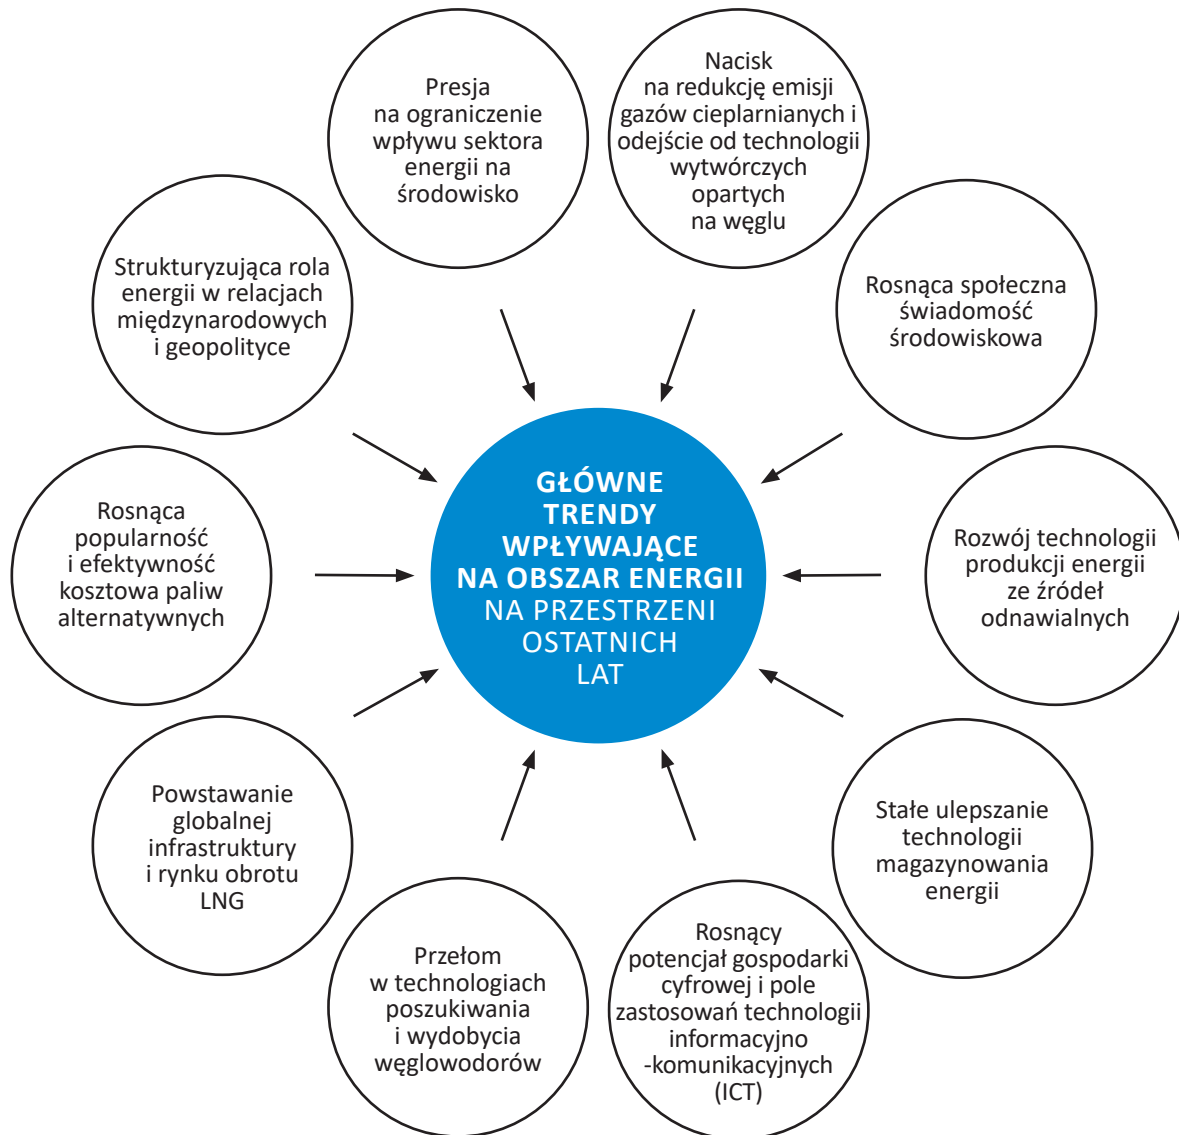 Presja
na ograniczenie
wpływu sektora
energii na
środowisko
Nacisk
na redukcję emisji
gazów cieplarnianych i
odejście od technologii
wytwórczych
opartych
na węglu
Strukturyzująca rola
energii w relacjach
międzynarodowych
i geopolityce
Rosnąca społeczna
świadomość
środowiskowa
Rosnąca
popularność
i efektywność
kosztowa paliw
alternatywnych
GŁÓWNE
TRENDY
WPŁYWAJĄCE
NA OBSZAR ENERGII
NA PRZESTRZENI
OSTATNICH
LAT
Rozwój technologii
produkcji energii
ze źródeł
odnawialnych
Powstawanie
globalnej
infrastruktury
i rynku obrotu
LNG
Stałe ulepszanie
technologii
magazynowania
energii
Przełom
w technologiach
poszukiwania
i wydobycia
węglowodorów
Rosnący
potencjał gospodarki
cyfrowej i pole
zastosowań technologii
informacyjno
-komunikacyjnych
(ICT)